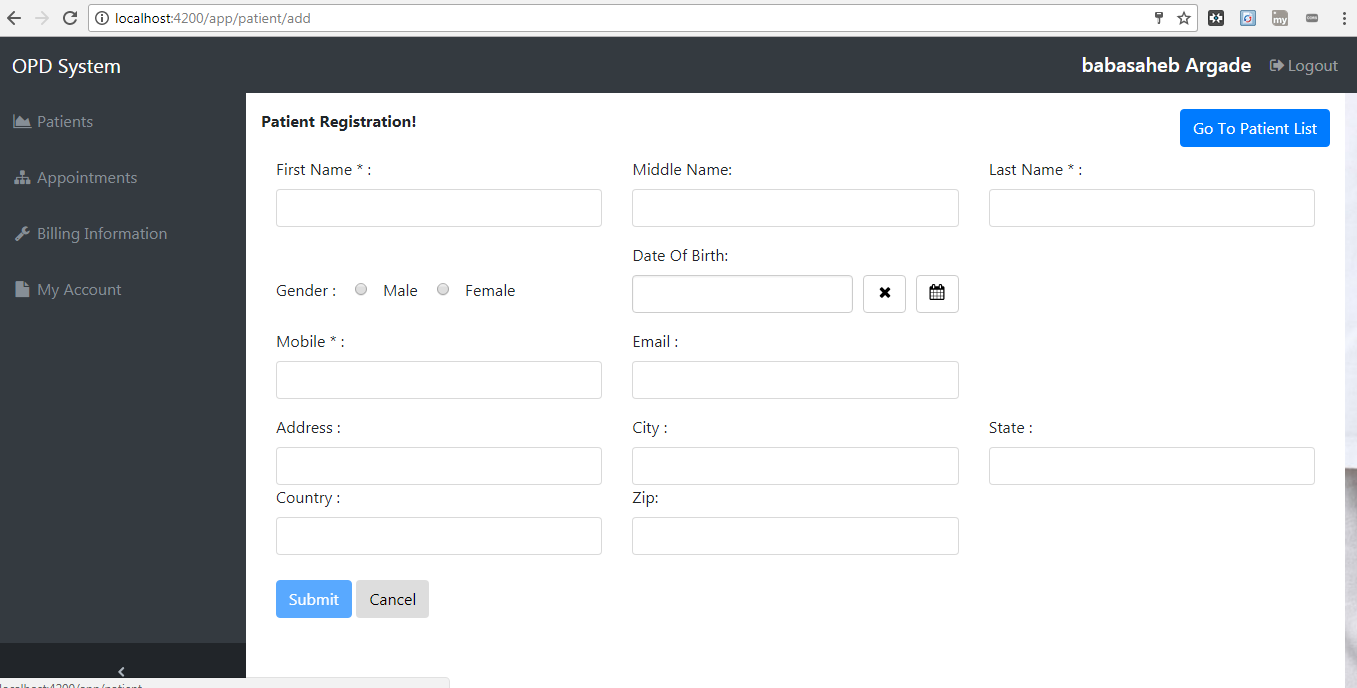 localhost:4200/app/patient/add
my
OPD System
babasaheb Argade Logout
Patients
Appointments
Billing Information
My Account
Patient Registration!
Go To Patient List
First Name * :
Middle Name:
Last Name * :
Gender : Male Female
Date Of Birth:
Mobile * :
Email :
Address :
City :
State :
Country :
Zip:
Submit Cancel
localhost:4200/app/patient